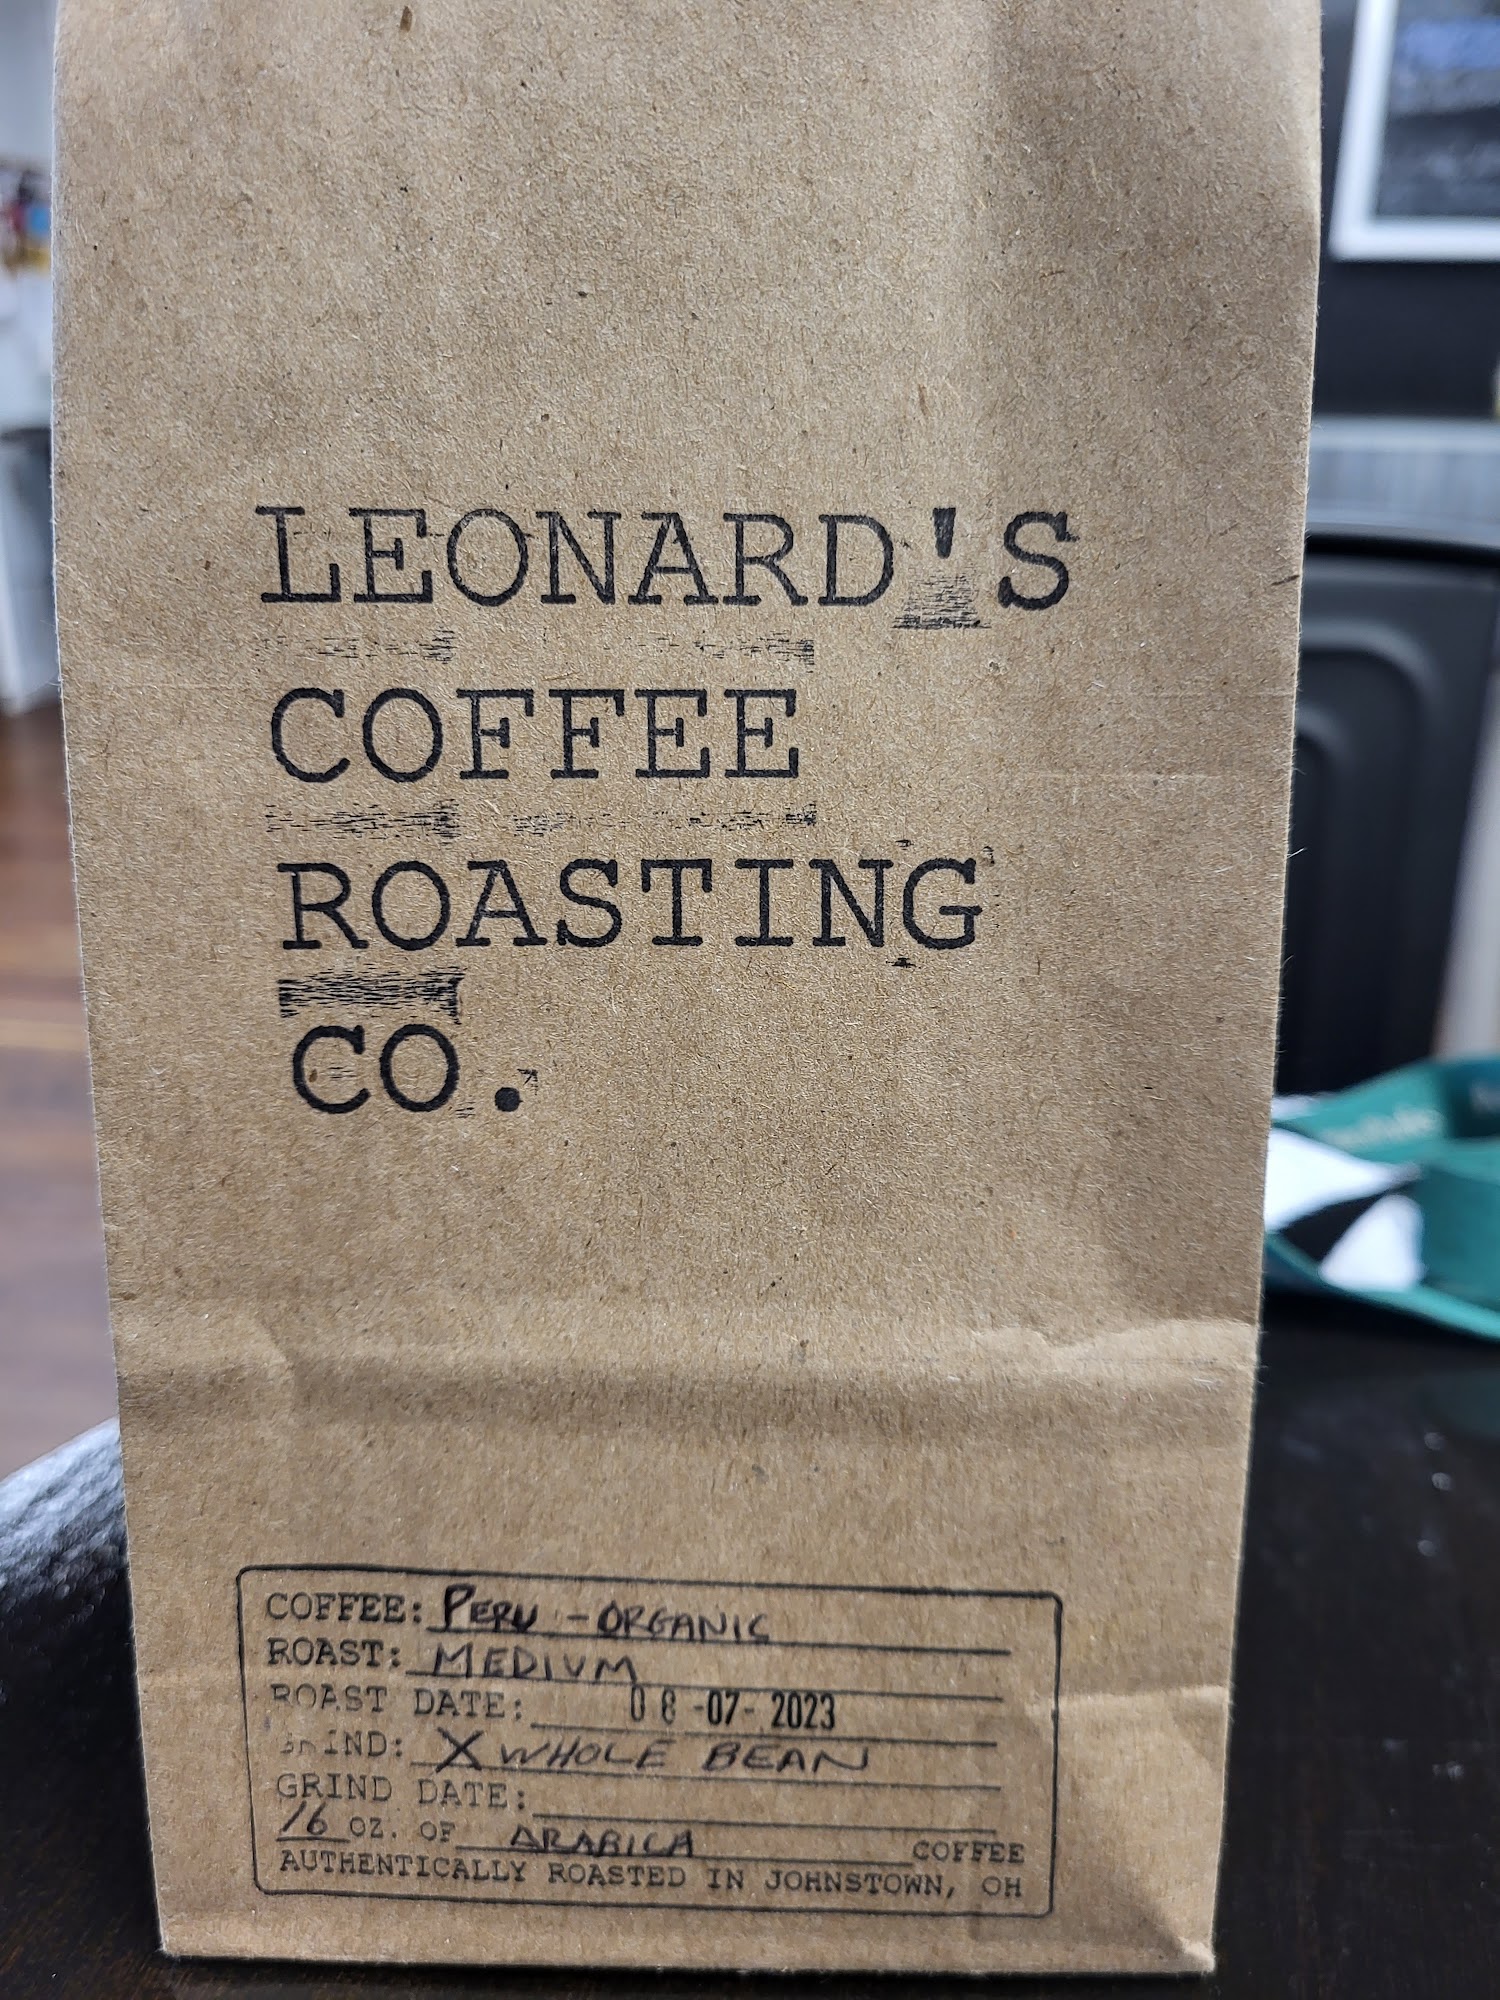 LEONARD'S
COFFEE
ROASTING
CO.
COFFEE: PERU - ORGANIC
ROAST: MEDIUM
ROAST DATE: 08-07-2023
GRIND: X WHOLE BEAN
GRIND DATE:
16 OZ. OF ARABICA COFFEE
AUTHENTICALLY ROASTED IN JOHNSTOWN, OH